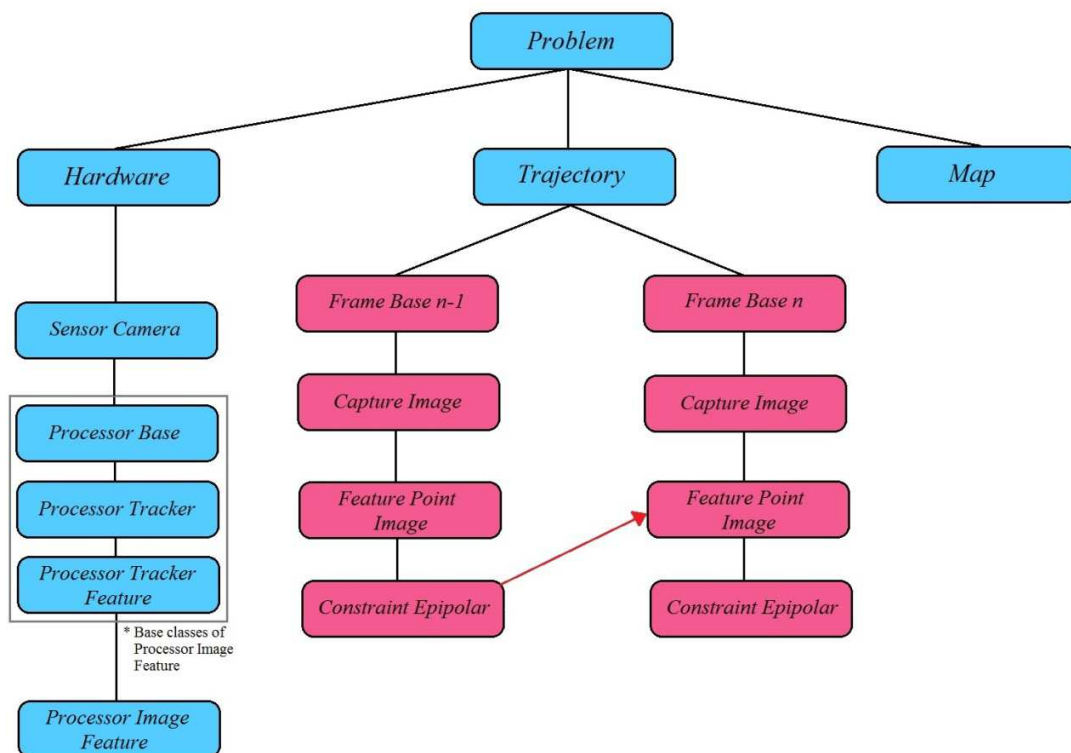 Problem
Hardware
Trajectory
Map
Frame Base n-1
Frame Base n
Sensor Camera
Capture Image
Capture Image
Processor Base
Processor Tracker
Feature Point
Image
Feature Point
Image
Processor Tracker
Feature
Constraint Epipolar
Constraint Epipolar
* Base classes of
Processor Image
Feature
Processor Image
Feature